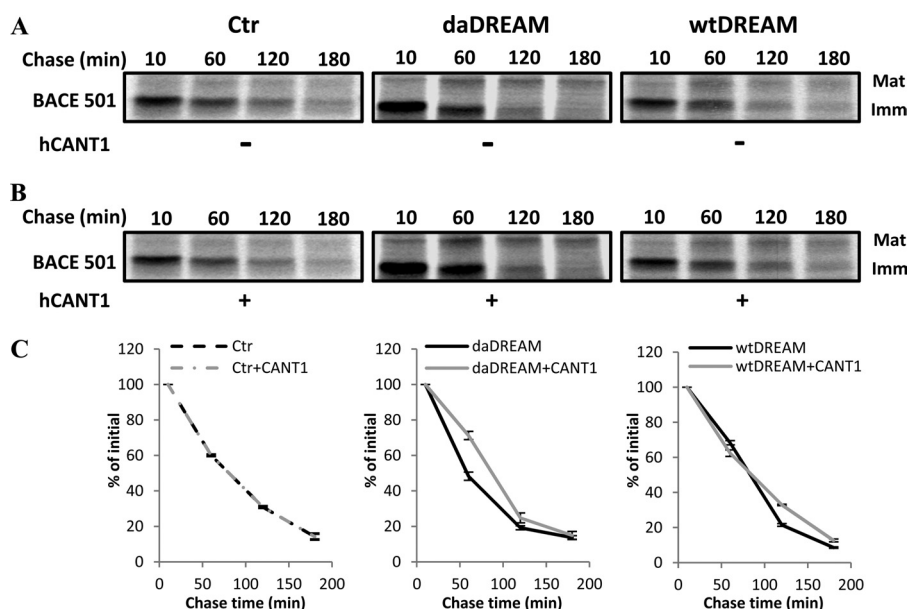 A
Ctr daDREAM wtDREAM
Chase (min) 10 60 120 180 10 60 120 180 10 60 120 180
Mat
BACE 501
Imm
hCANT1 - - -
B
Chase (min) 10 60 120 180 10 60 120 180 10 60 120 180
Mat
BACE 501
Imm
hCANT1 + + +
C
Ctr
Ctr+CANT1
% of initial
120
100
80
60
40
20
0
0 50 100 150 200
Chase time (min)
daDREAM
daDREAM+CANT1
% of initial
120
100
80
60
40
20
0
0 50 100 150 200
Chase time (min)
wtDREAM
wtDREAM+CANT1
% of initial
120
100
80
60
40
20
0
0 50 100 150 200
Chase time (min)